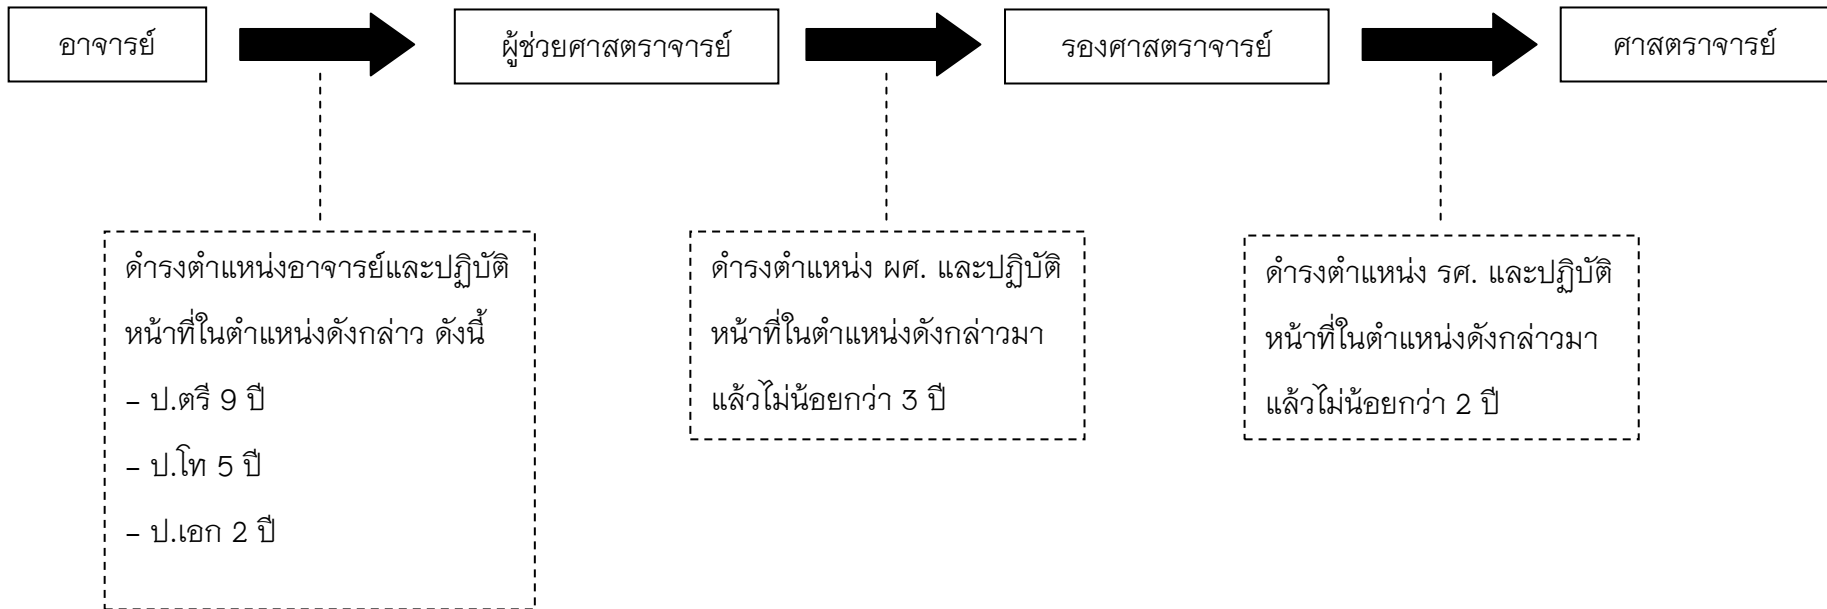 อาจารย์
ผู้ช่วยศาสตราจารย์
รองศาสตราจารย์
ศาสตราจารย์
ดำรงตำแหน่งอาจารย์และปฏิบัติ
หน้าที่ในตำแหน่งดังกล่าว ดังนี้
– ป.ตรี 9 ปี
– ป.โท 5 ปี
– ป.เอก 2 ปี
ดำรงตำแหน่ง ผศ. และปฏิบัติ
หน้าที่ในตำแหน่งดังกล่าวมา
แล้วไม่น้อยกว่า 3 ปี
ดำรงตำแหน่ง รศ. และปฏิบัติ
หน้าที่ในตำแหน่งดังกล่าวมา
แล้วไม่น้อยกว่า 2 ปี